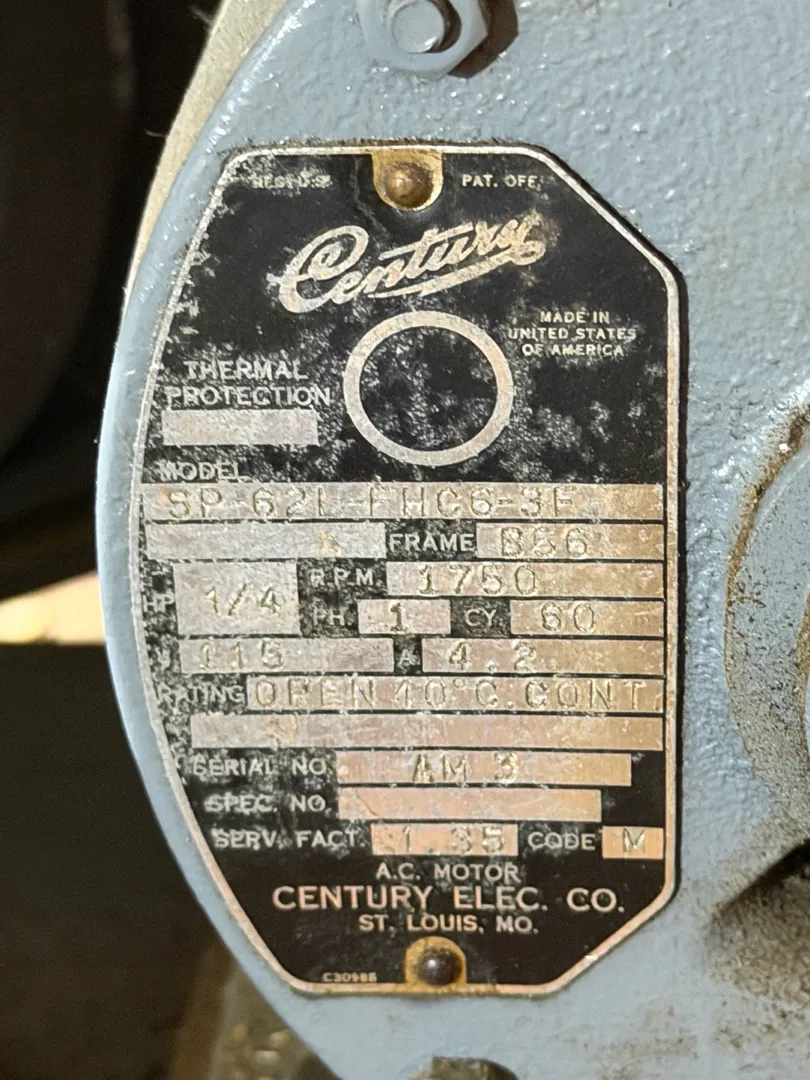 PAT. OFF.
Century
MADE IN
UNITED STATES
OF AMERICA
THERMAL
PROTECTION
MODEL
SP-62L-FHC6-3F
FRAME B56
HP 1/4 R.P.M. 1750
PH. 1 CY. 60
V 115 A 4.2
RATING OPEN 40°C.CONT.
SERIAL NO. AM 3
SPEC. NO.
SERV. FACT. 1.35 CODE M
A.C. MOTOR
CENTURY ELEC. CO.
ST. LOUIS, MO.